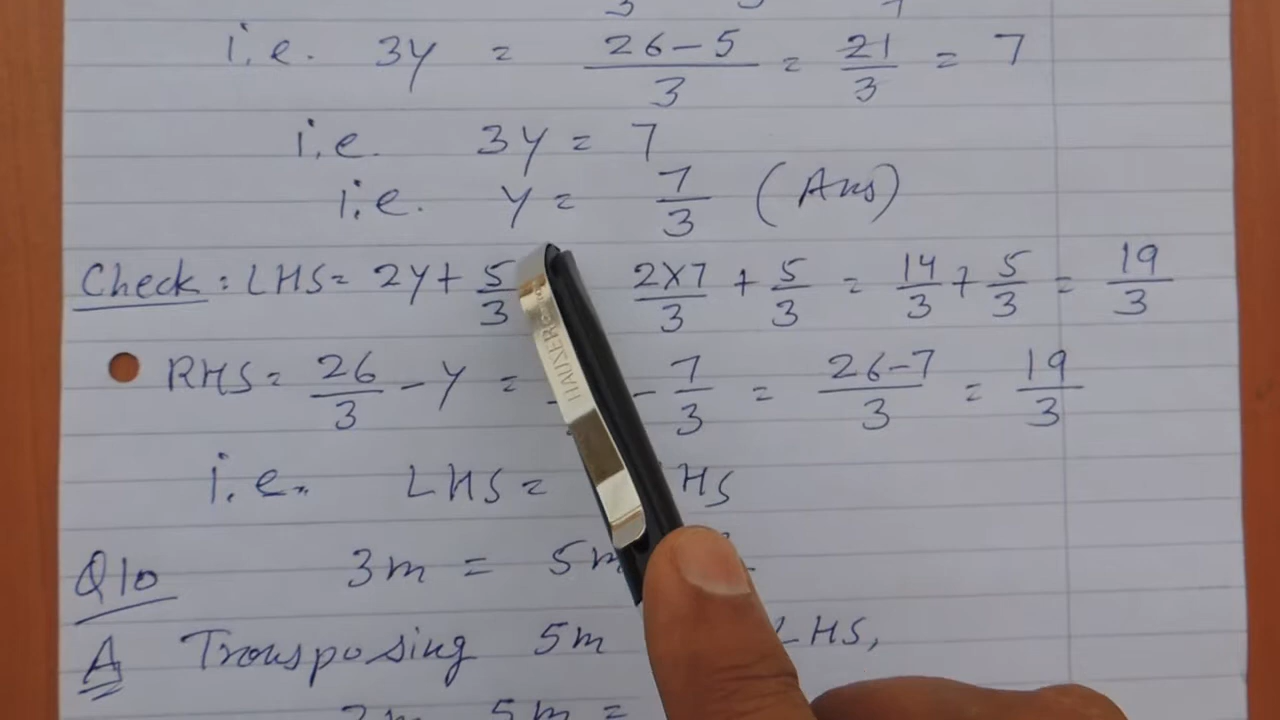 i.e. 3y = 26-5/3 = 21/3 = 7
i.e. 3y = 7
i.e. y = 7/3 (Ans)
Check: LHS = 2y + 5/3 2×7/3 + 5/3 = 14/3 + 5/3 = 19/3
RHS = 26/3 - y = - 7/3 = 26-7/3 = 19/3
i.e. LHS = HS
Q10 3m = 5m
A Transposing 5m LHS,
5m =
HAUSER